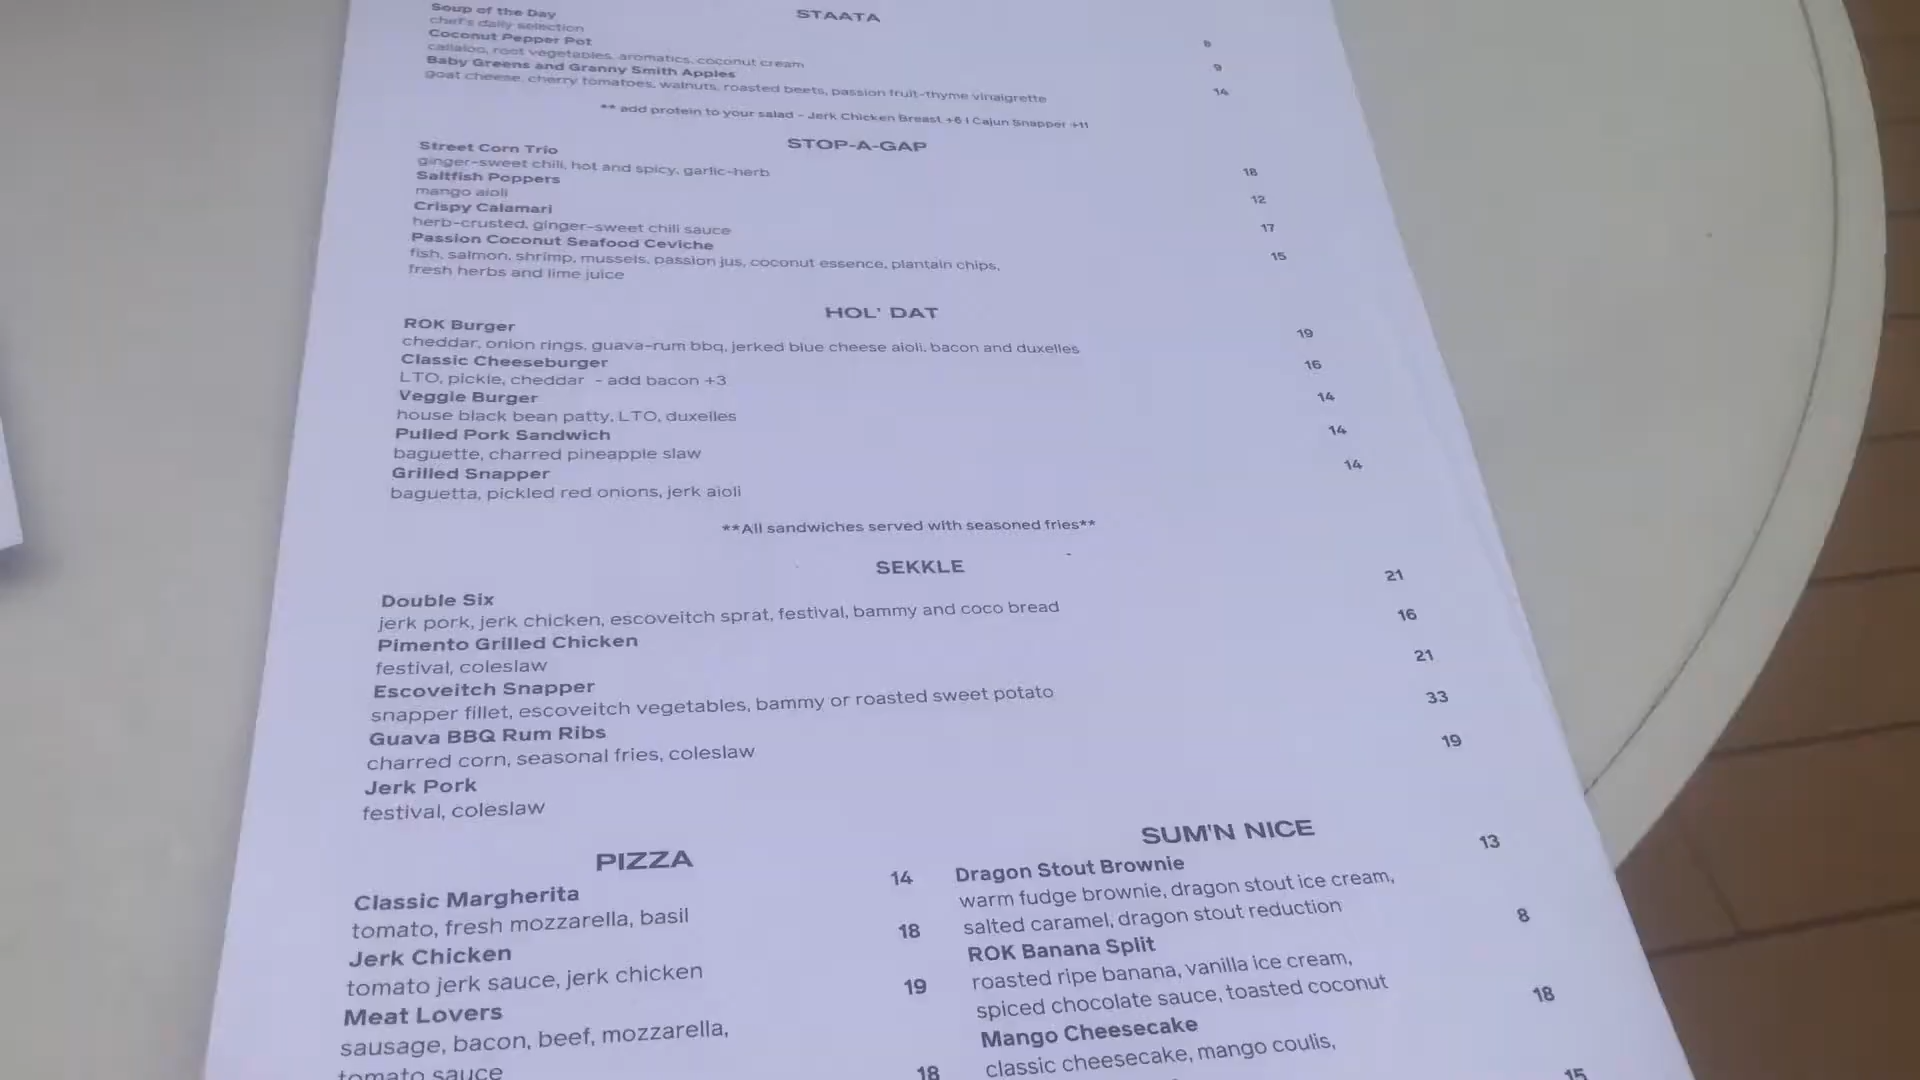 STAATA
Soup of the Day
chef's daily selection
Coconut Pepper Pot
callaloo, root vegetables, aromatics, coconut cream
9
Baby Greens and Granny Smith Apples
goat cheese, cherry tomatoes, walnuts, roasted beets, passion fruit-thyme vinaigrette
14
** add protein to your salad - Jerk Chicken Breast +6 I Cajun Snapper +11
STOP-A-GAP
Street Corn Trio
ginger-sweet chili, hot and spicy, garlic-herb
18
Saltfish Poppers
mango aioli
12
Crispy Calamari
herb-crusted, ginger-sweet chili sauce
17
Passion Coconut Seafood Ceviche
fish, salmon, shrimp, mussels, passion jus, coconut essence, plantain chips,
fresh herbs and lime juice
15
HOL' DAT
ROK Burger
19
cheddar, onion rings, guava-rum bbq, jerked blue cheese aioli, bacon and duxelles
Classic Cheeseburger
16
LTO, pickle, cheddar - add bacon +3
Veggie Burger
14
house black bean patty, LTO, duxelles
Pulled Pork Sandwich
14
baguette, charred pineapple slaw
Grilled Snapper
14
baguetta, pickled red onions, jerk aioli
**All sandwiches served with seasoned fries**
SEKKLE
Double Six
21
jerk pork, jerk chicken, escoveitch sprat, festival, bammy and coco bread
Pimento Grilled Chicken
16
festival, coleslaw
Escoveitch Snapper
21
snapper fillet, escoveitch vegetables, bammy or roasted sweet potato
Guava BBQ Rum Ribs
33
charred corn, seasonal fries, coleslaw
Jerk Pork
19
festival, coleslaw
PIZZA
Classic Margherita
14
tomato, fresh mozzarella, basil
Jerk Chicken
18
tomato jerk sauce, jerk chicken
Meat Lovers
19
sausage, bacon, beef, mozzarella,
tomato sauce
18
SUM'N NICE
Dragon Stout Brownie
13
warm fudge brownie, dragon stout ice cream,
salted caramel, dragon stout reduction
ROK Banana Split
8
roasted ripe banana, vanilla ice cream,
spiced chocolate sauce, toasted coconut
Mango Cheesecake
18
classic cheesecake, mango coulis,
15